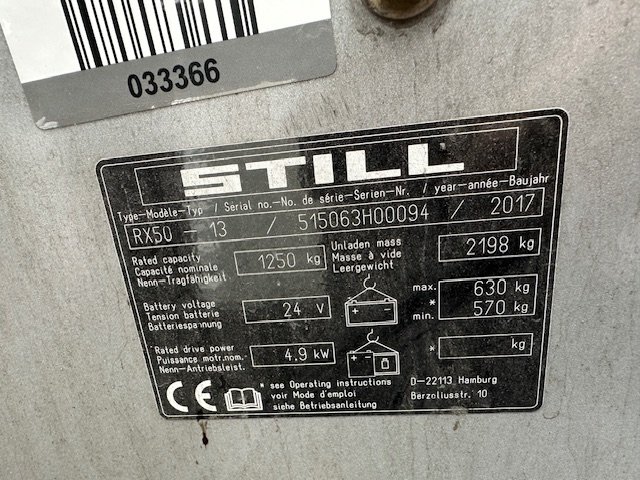 033366
STILL
Type-Modèle-Typ / Serial no.-No. de série-Serien-Nr. / year-année-Baujahr
RX50 - 13 / 515063H00094 / 2017
Rated capacity
Capacité nominale
Nenn-Tragfähigkeit
1250 kg
Unladen mass
Masse à vide
Leergewicht
2198 kg
Battery voltage
Tension batterie
Batteriespannung
24 V
+ -
max. 630 kg
*
min. 570 kg
Rated drive power
Puissance motr.nom.
Nenn-Antriebsleist.
4.9 kW
+ -
* kg
CE
* see Operating instructions
voir Mode d'emploi
siehe Betriebsanleitung
D-22113 Hamburg
Berzeliusstr. 10